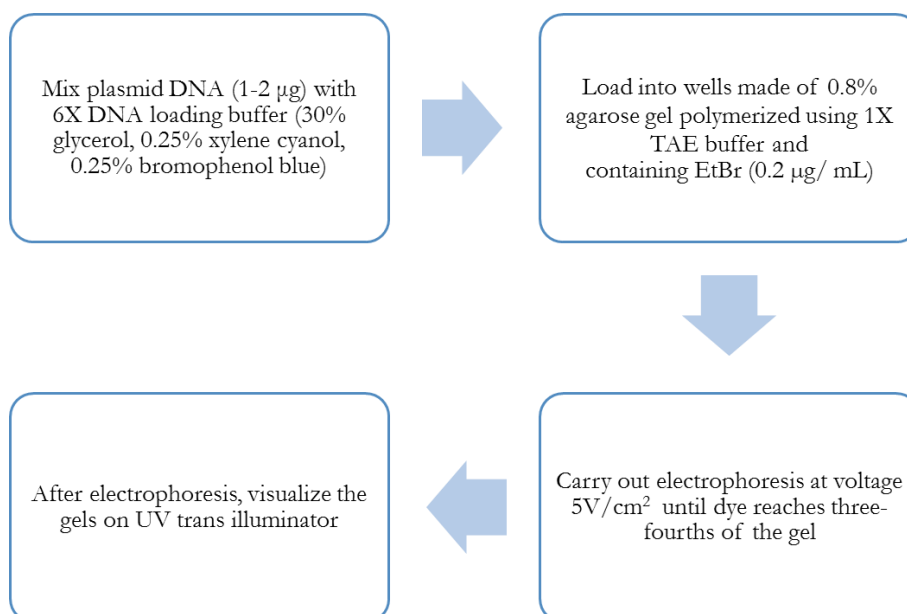 Mix plasmid DNA (1-2 μg) with
6X DNA loading buffer (30%
glycerol, 0.25% xylene cyanol,
0.25% bromophenol blue)
Load into wells made of 0.8%
agarose gel polymerized using 1X
TAE buffer and
containing EtBr (0.2 μg/ mL)
Carry out electrophoresis at voltage
5V/cm² until dye reaches three-
fourths of the gel
After electrophoresis, visualize the
gels on UV trans illuminator